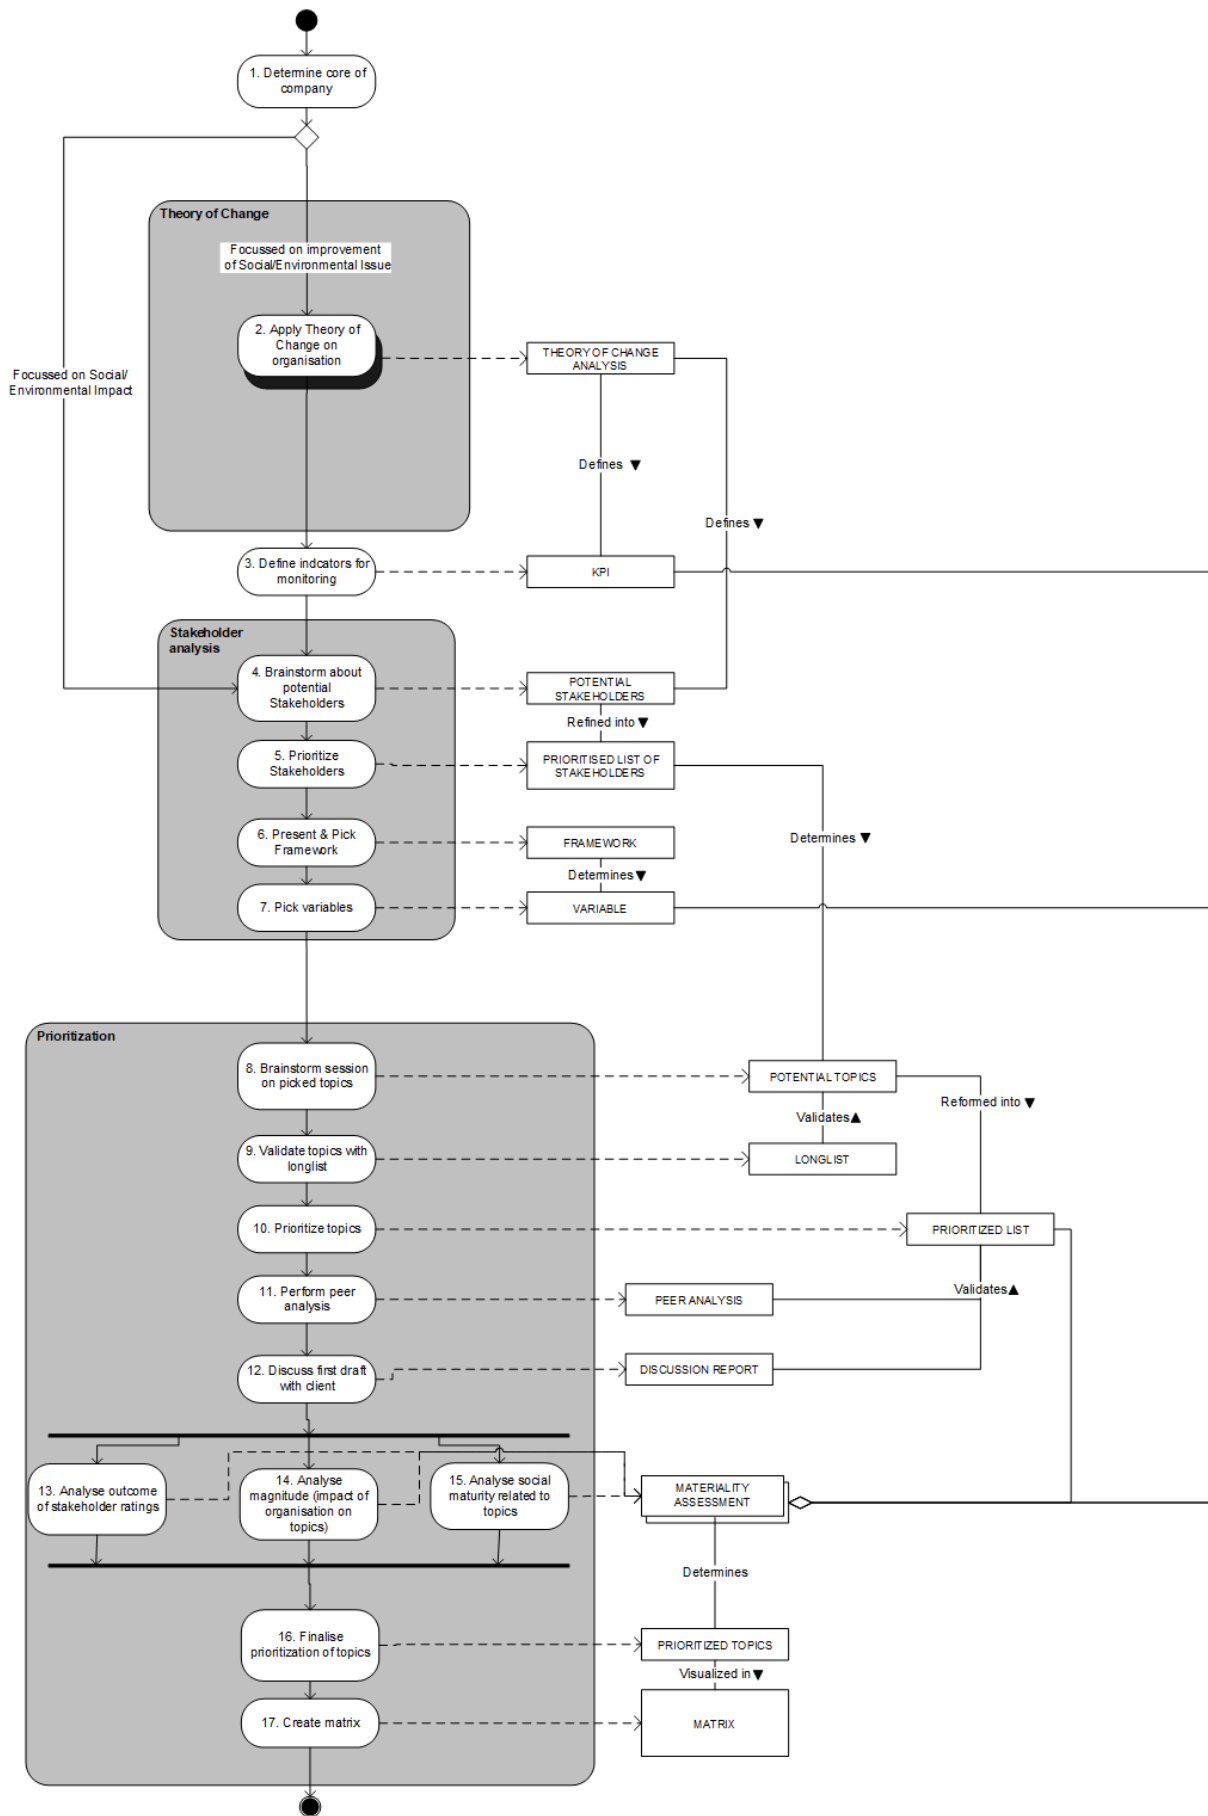 1. Determine core of
company
Theory of Change
Focussed on improvement
of Social/Environmental Issue
2. Apply Theory of
Change on
organisation
THEORY OF CHANGE
ANALYSIS
Focussed on Social/
Environmental Impact
Defines ▼
Defines ▼
3. Define indcators for
monitoring
KPI
Stakeholder
analysis
4. Brainstorm about
potential
Stakeholders
POTENTIAL
STAKEHOLDERS
Refined into ▼
5. Prioritize
Stakeholders
PRIORITISED LIST OF
STAKEHOLDERS
6. Present & Pick
Framework
FRAMEWORK
Determines ▼
Determines ▼
7. Pick variables
VARIABLE
Prioritization
8. Brainstorm session
on picked topics
POTENTIAL TOPICS
Reformed into ▼
Validates▲
9. Validate topics with
longlist
LONGLIST
10. Prioritize topics
PRIORITIZED LIST
11. Perform peer
analysis
PEER ANALYSIS
Validates▲
12. Discuss first draft
with client
DISCUSSION REPORT
13. Analyse outcome
of stakeholder ratings
14. Analyse
magnitude (impact of
organisation on
topics)
15. Analyse social
maturity related to
topics
MATERIALITY
ASSESSMENT
Determines
16. Finalise
prioritization of topics
PRIORITIZED TOPICS
Visualized in ▼
17. Create matrix
MATRIX